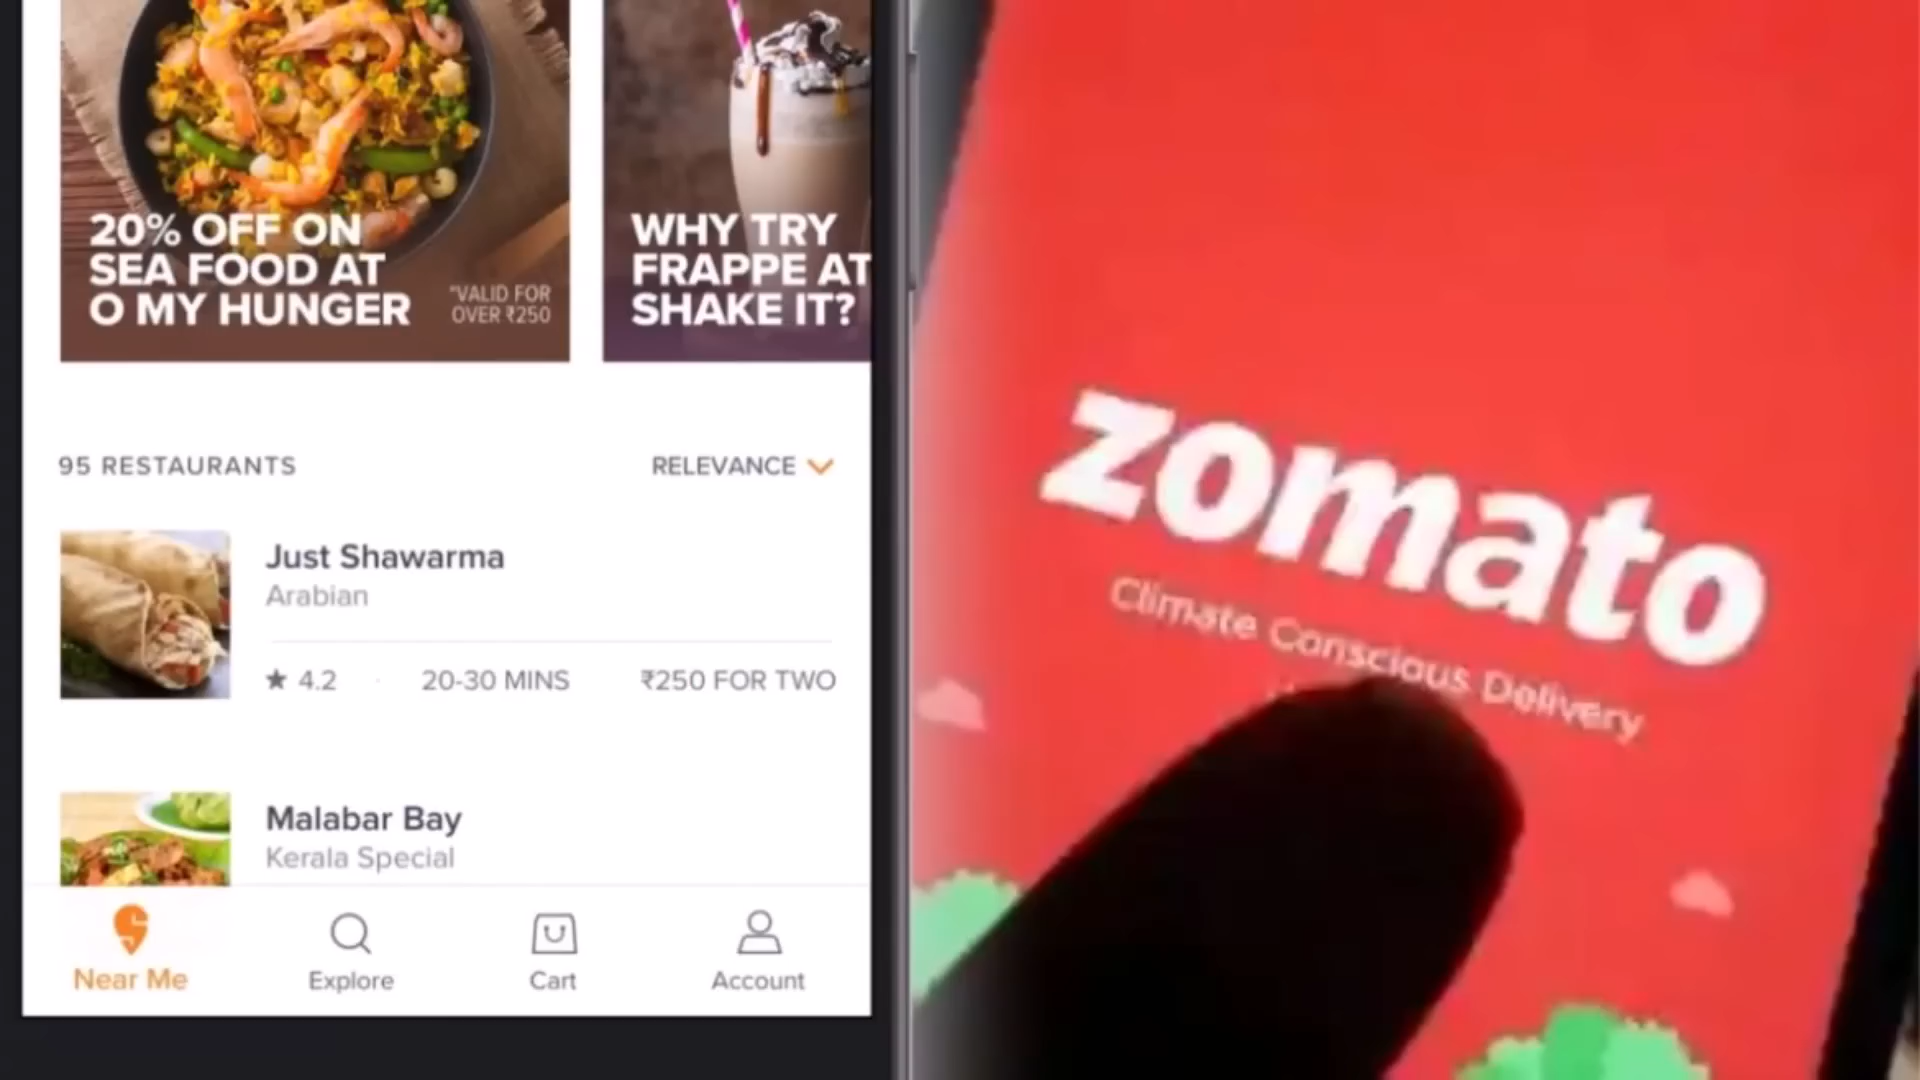 20% OFF ON
SEA FOOD AT
O MY HUNGER
*VALID FOR
OVER ₹250
WHY TRY
FRAPPE AT
SHAKE IT?
95 RESTAURANTS
RELEVANCE
Just Shawarma
Arabian
★ 4.2 · 20-30 MINS ₹250 FOR TWO
Malabar Bay
Kerala Special
Near Me
Explore
Cart
Account
zomato
Climate Conscious Delivery